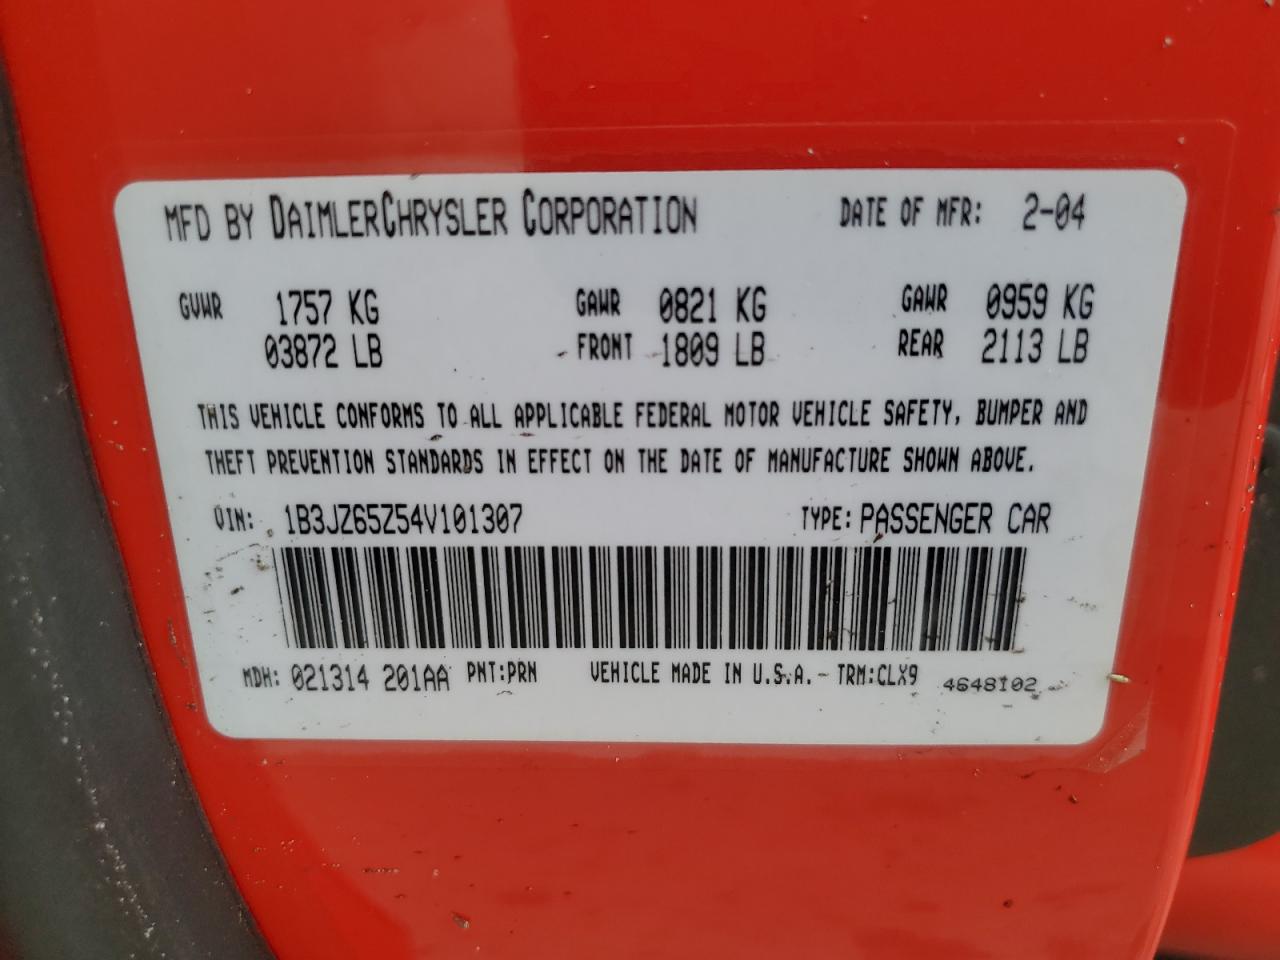 MFD BY DAIMLERCHRYSLER CORPORATION DATE OF MFR: 2-04
GVWR 1757 KG GAWR 0821 KG GAWR 0959 KG
03872 LB FRONT 1809 LB REAR 2113 LB
THIS VEHICLE CONFORMS TO ALL APPLICABLE FEDERAL MOTOR VEHICLE SAFETY, BUMPER AND
THEFT PREVENTION STANDARDS IN EFFECT ON THE DATE OF MANUFACTURE SHOWN ABOVE.
VIN: 1B3JZ65Z54V101307 TYPE: PASSENGER CAR
MDH: 021314 201AA PNT:PRN VEHICLE MADE IN U.S.A. TRM:CLX9 4648102